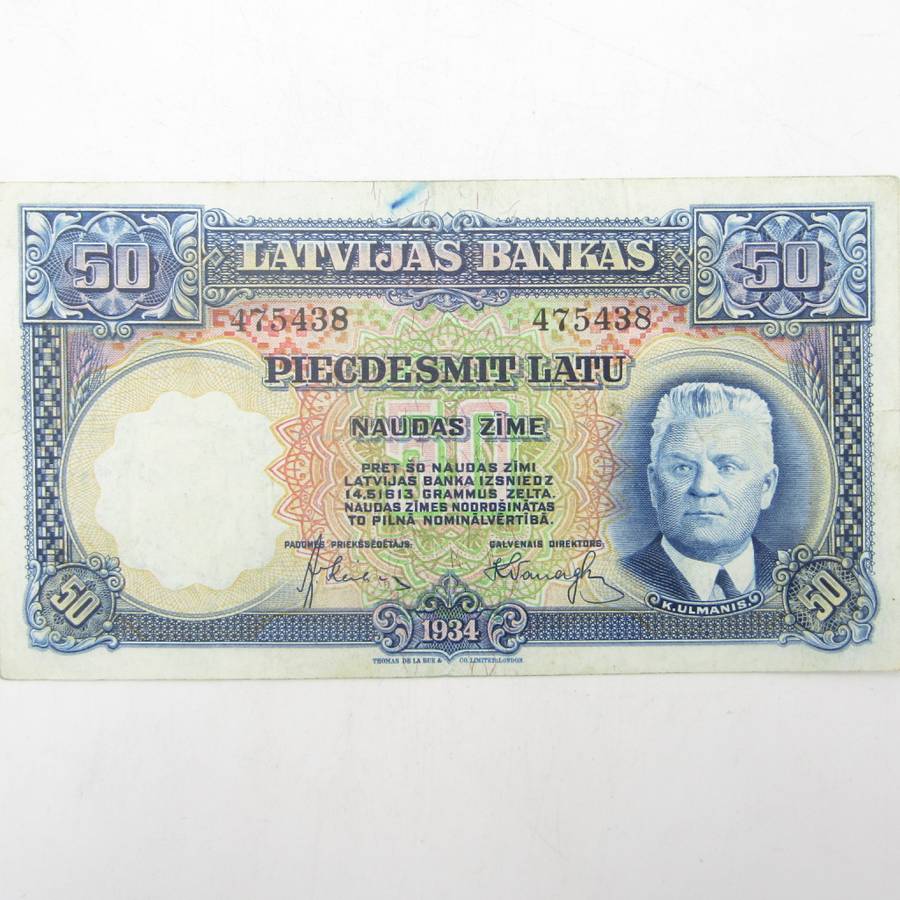 50 LATVIJAS BANKAS 50
475438 475438
PIECDESMIT LATU
50
NAUDAS ZĪME
PRET ŠO NAUDAS ZĪMI
LATVIJAS BANKA IZSNIEDZ
14,51613 GRAMMUS ZELTA.
NAUDAS ZĪMES NODROŠINĀTAS
TO PILNĀ NOMINĀLVĒRTĪBĀ.
PADOMES PRIEKŠSĒDĒTĀJS: GALVENAIS DIREKTORS:
K. ULMANIS.
50 1934 50
THOMAS DE LA RUE & CO. LIMITED. LONDON